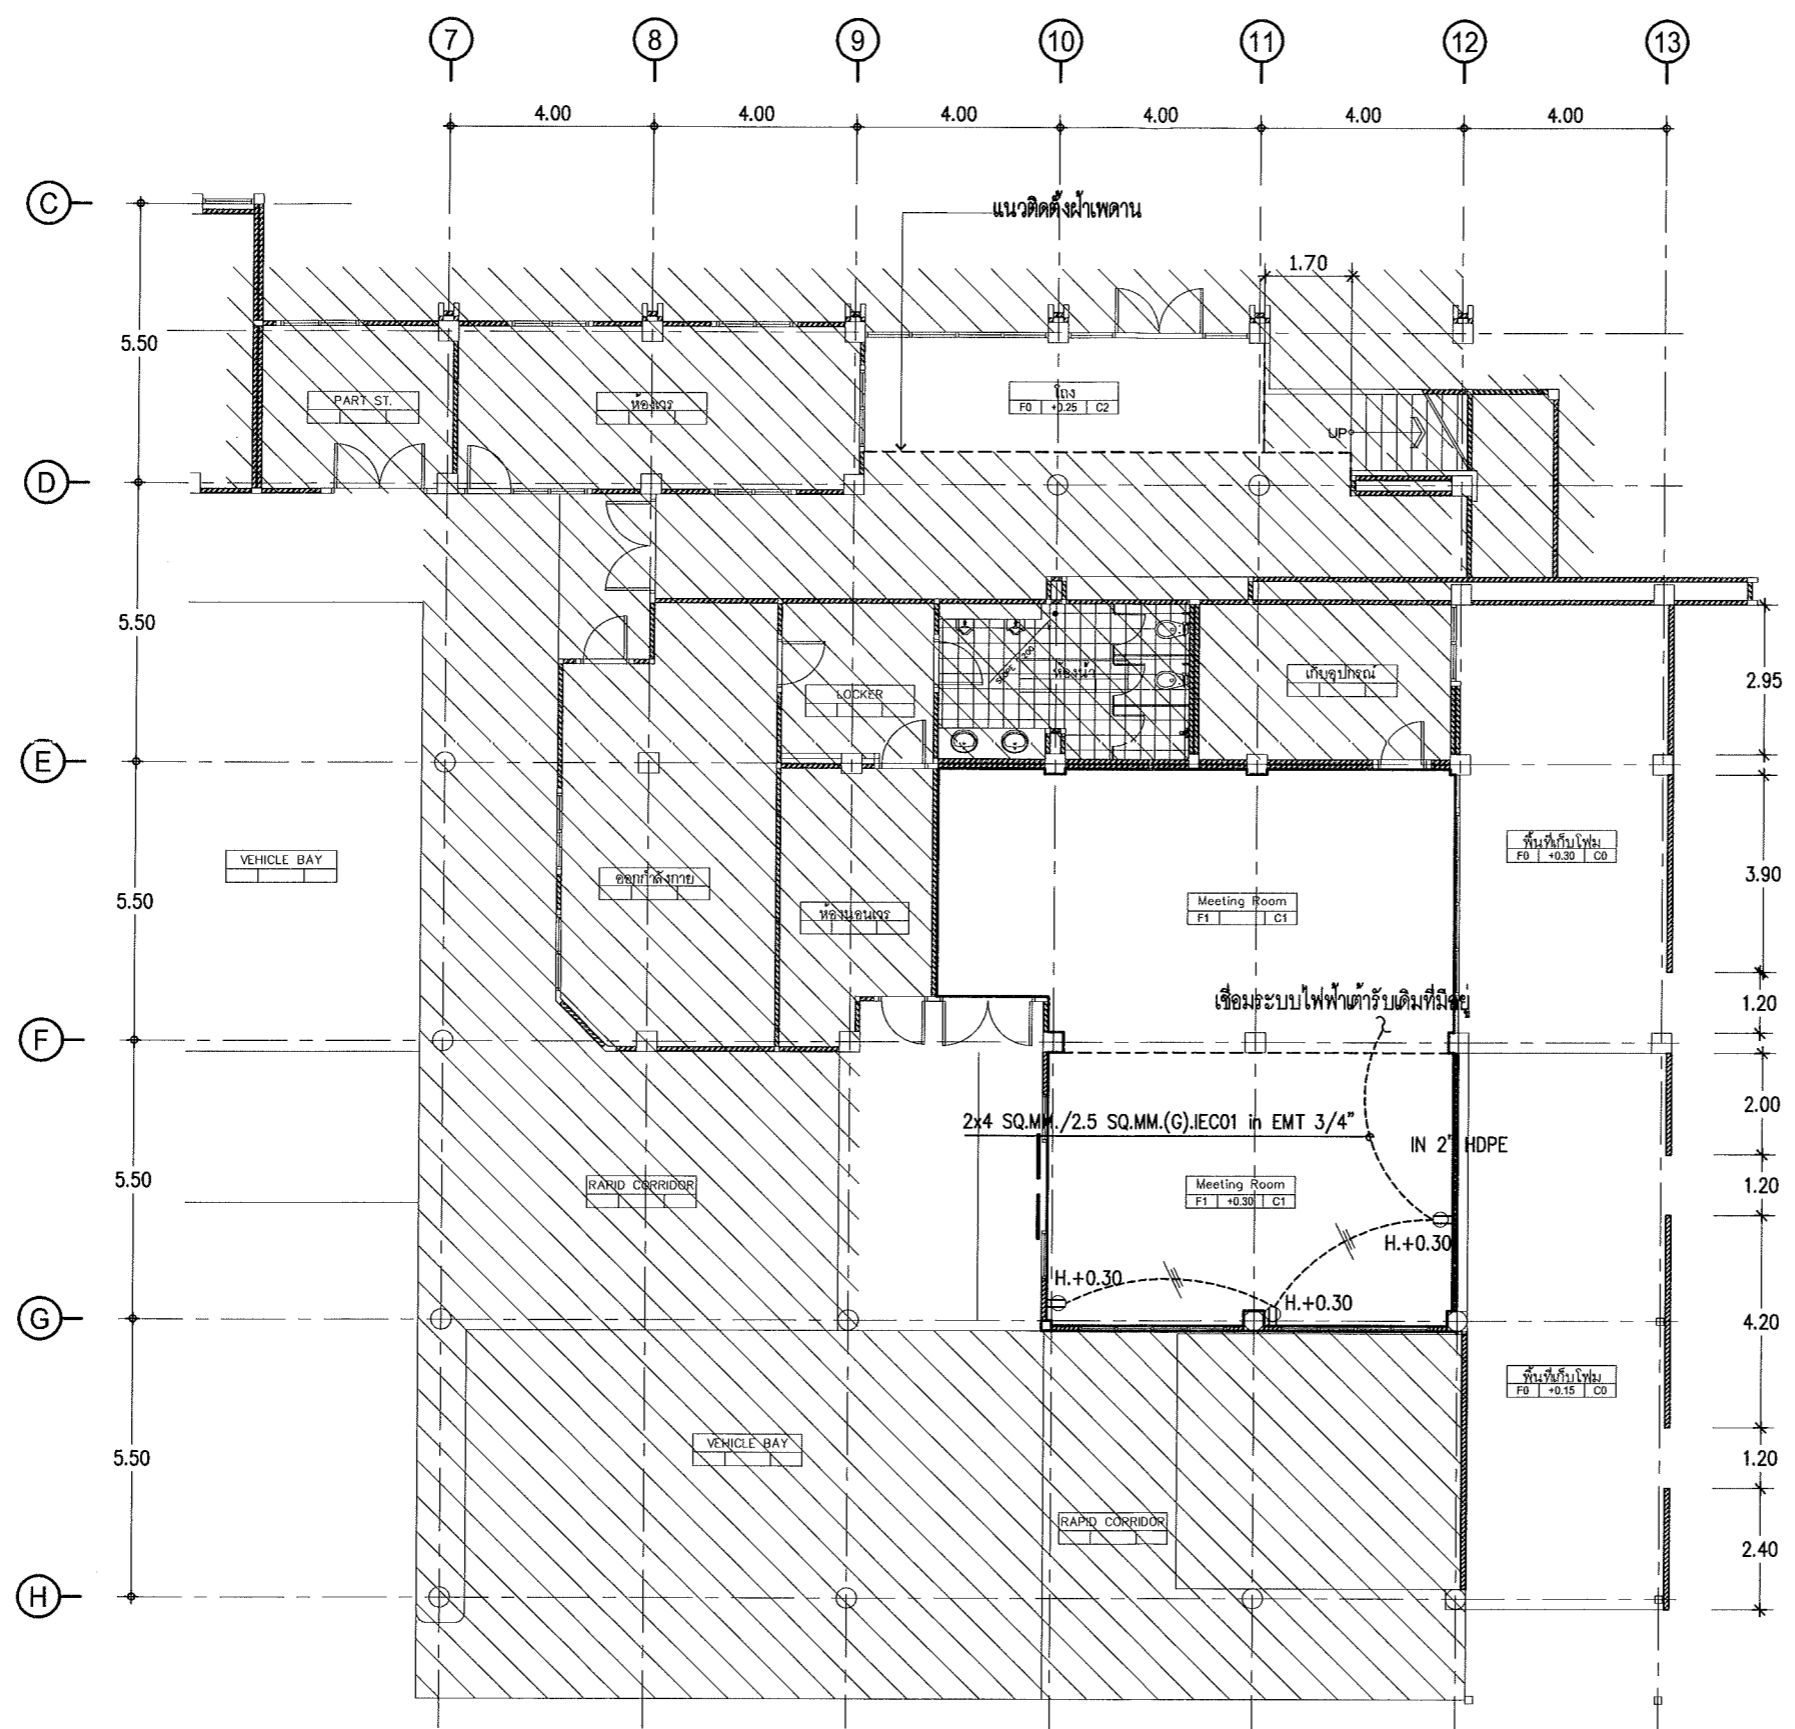 7 8 9 10 11 12 13
4.00 4.00 4.00 4.00 4.00 4.00
C
แนวติดตั้งฝ้าเพดาน
1.70
5.50
PART ST.
ห้องเวร
โถง
F0 +0.25 C2
UP
D
5.50
SLOPE 1:200
ห้องน้ำ
เก็บอุปกรณ์
LOCKER
2.95
E
พื้นที่เก็บโฟม
F0 +0.30 C0
VEHICLE BAY
ออกกำลังกาย
3.90
5.50
Meeting Room
F1 C1
ห้องนอนเวร
เชื่อมระบบไฟฟ้าเต้ารับเดิมที่มีอยู่
1.20
F
2.00
2x4 SQ.MM./2.5 SQ.MM.(G).IEC01 in EMT 3/4"
IN 2" HDPE
5.50
RAPID CORRIDOR
Meeting Room
F1 +0.30 C1
1.20
H.+0.30
H.+0.30
H.+0.30
G
4.20
พื้นที่เก็บโฟม
F0 +0.15 C0
VEHICLE BAY
5.50
1.20
RAPID CORRIDOR
2.40
H